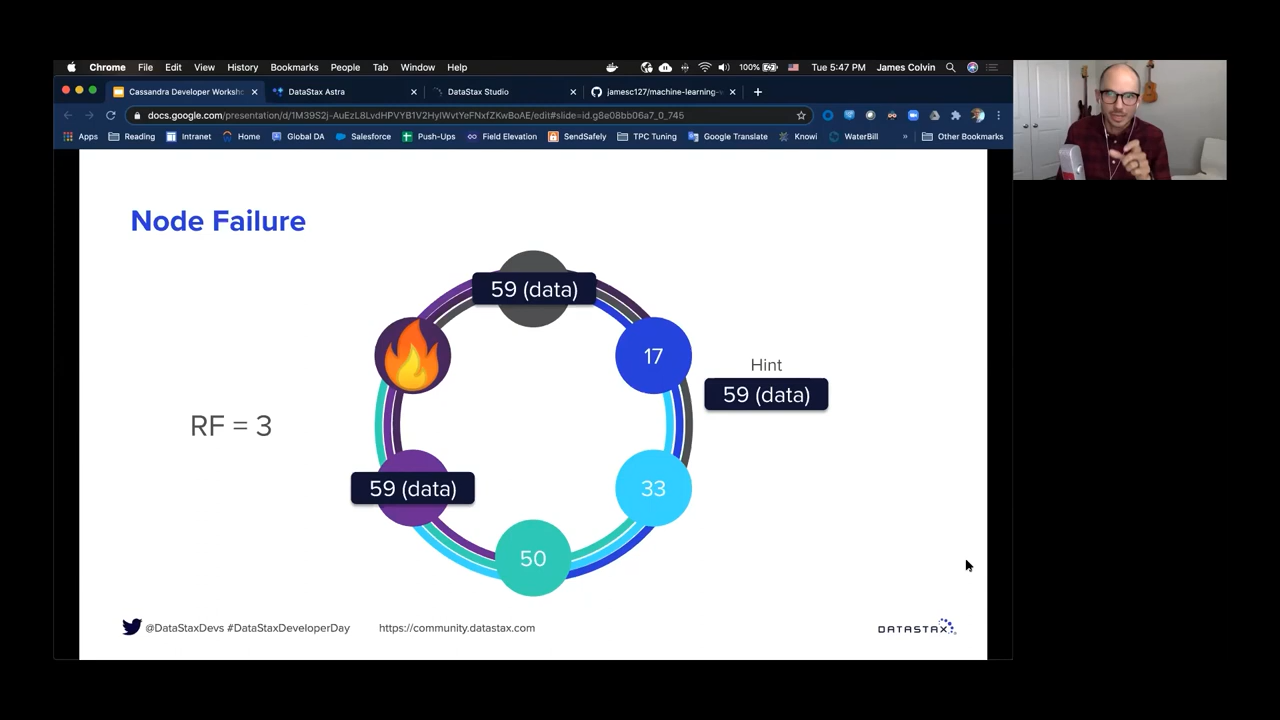 Chrome File Edit View History Bookmarks People Tab Window Help 100% Tue 5:47 PM James Colvin
Cassandra Developer Worksho DataStax Astra DataStax Studio jamesc127/machine-learning-
docs.google.com/presentation/d/1M39S2j-AuEzL8LvdHPVYB1V2HyIWvtYeFNxfZKwBoAE/edit#slide=id.g8e08bb06a7_0_745
Apps Reading Intranet Home Global DA Salesforce Push-Ups Field Elevation SendSafely TPC Tuning Google Translate Knowi WaterBill » Other Bookmarks
Node Failure
59 (data)
17
Hint
59 (data)
RF = 3
59 (data)
33
50
@DataStaxDevs #DataStaxDeveloperDay https://community.datastax.com
DATASTAX